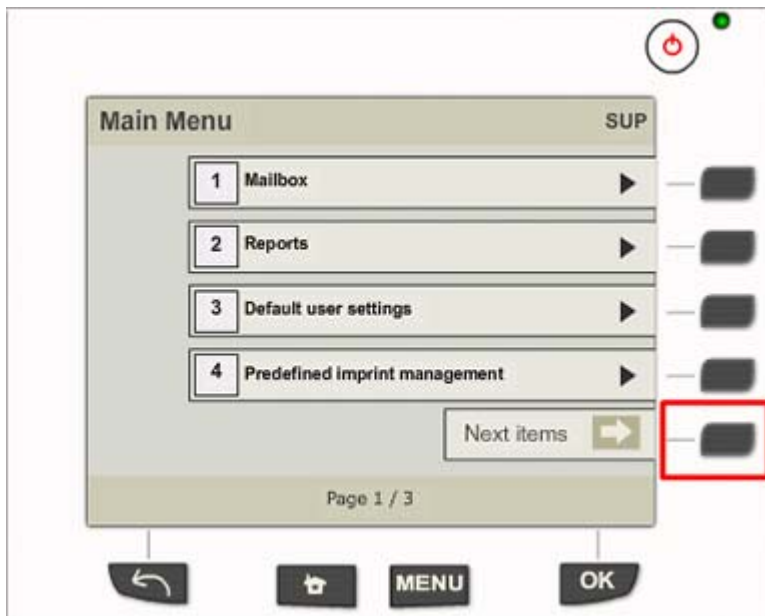 Main Menu SUP
1 Mailbox
2 Reports
3 Default user settings
4 Predefined imprint management
Next items
Page 1 / 3
MENU OK